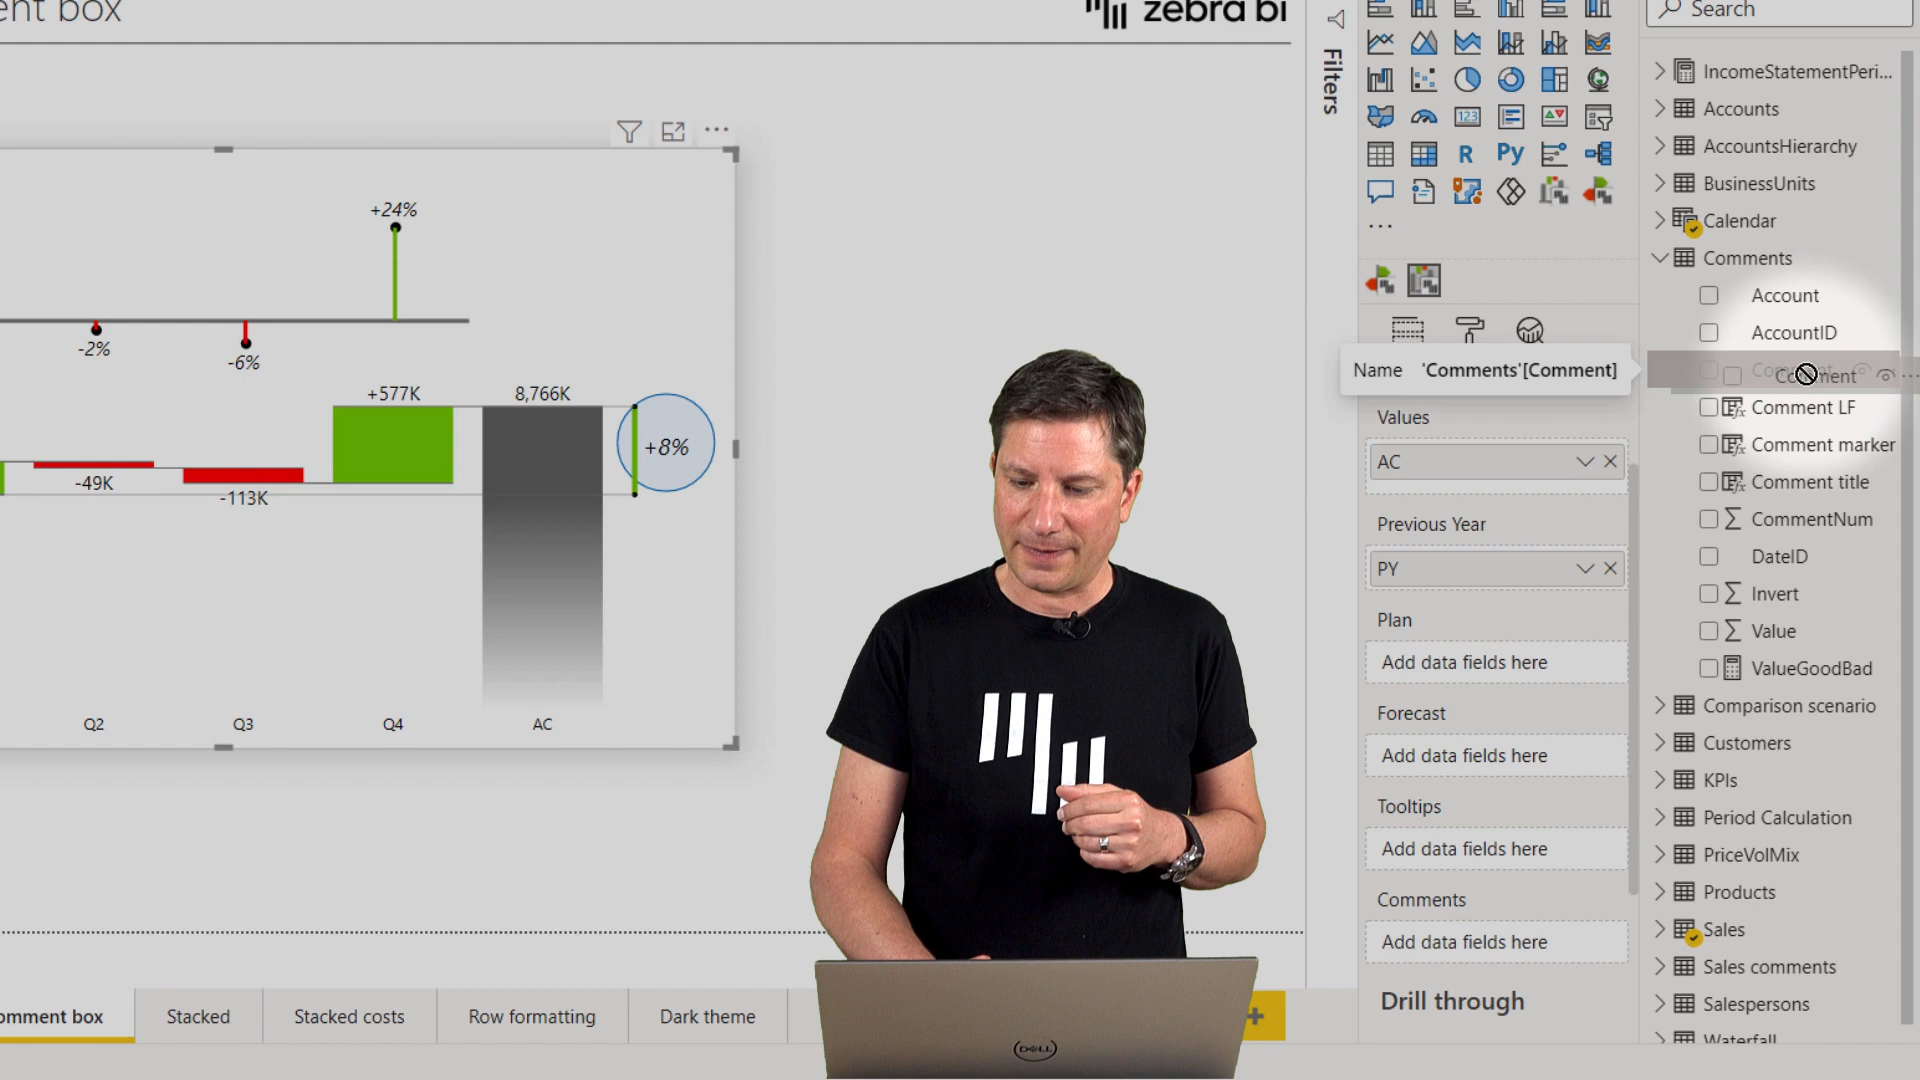 ent box
zebra bi
Filters
+24%
-2%
-6%
+577K
8,766K
+8%
-49K
-113K
Q2
Q3
Q4
AC
omment box
Stacked
Stacked costs
Row formatting
Dark theme
+
DELL
123
R
Py
Name 'Comments'[Comment]
Values
AC
Previous Year
PY
Plan
Add data fields here
Forecast
Add data fields here
Tooltips
Add data fields here
Comments
Add data fields here
Drill through
Search
IncomeStatementPeri...
Accounts
AccountsHierarchy
BusinessUnits
Calendar
Comments
Account
AccountID
Comment
Comment LF
Comment marker
Comment title
CommentNum
DateID
Invert
Value
ValueGoodBad
Comparison scenario
Customers
KPIs
Period Calculation
PriceVolMix
Products
Sales
Sales comments
Salespersons
Waterfall